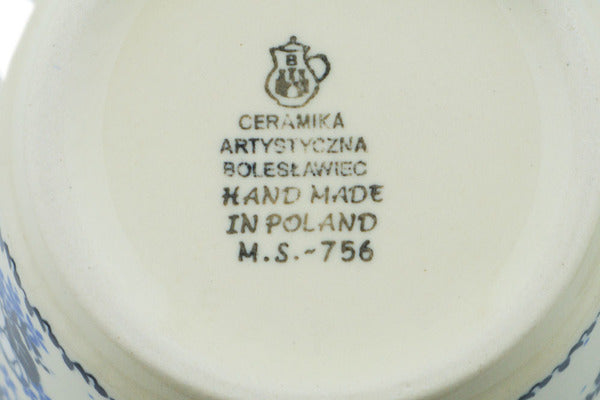 B
CERAMIKA
ARTYSTYCZNA
BOLESŁAWIEC
HAND MADE
IN POLAND
M.S.-756